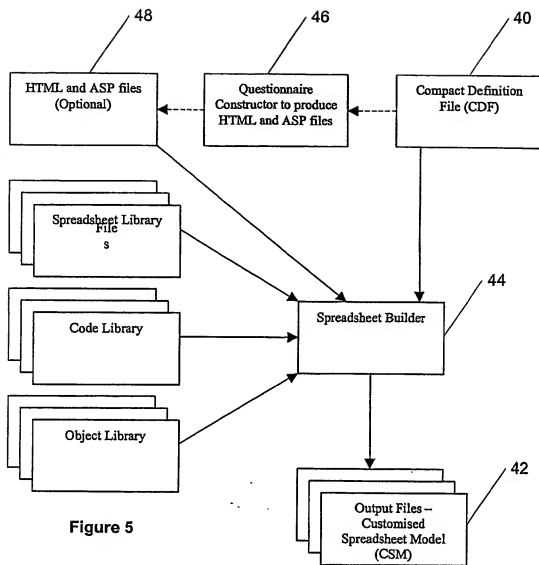 48
46
40
HTML and ASP files
(Optional)
Questionnaire
Constructor to produce
HTML and ASP files
Compact Definition
File (CDF)
Spreadsheet Library
File
s
44
Code Library
Spreadsheet Builder
Object Library
42
Figure 5
Output Files –
Customised
Spreadsheet Model
(CSM)